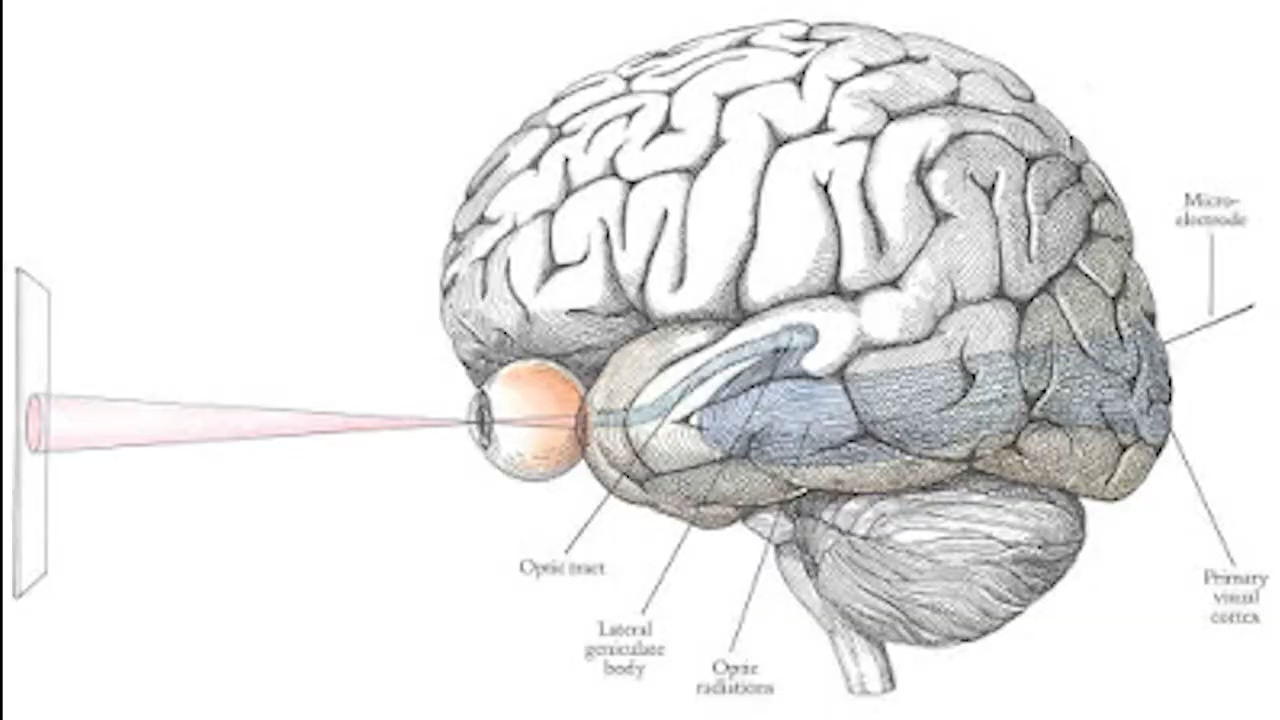 Micro-
electrode
Optic tract
Lateral
geniculate
body
Optic
radiations
Primary
visual
cortex